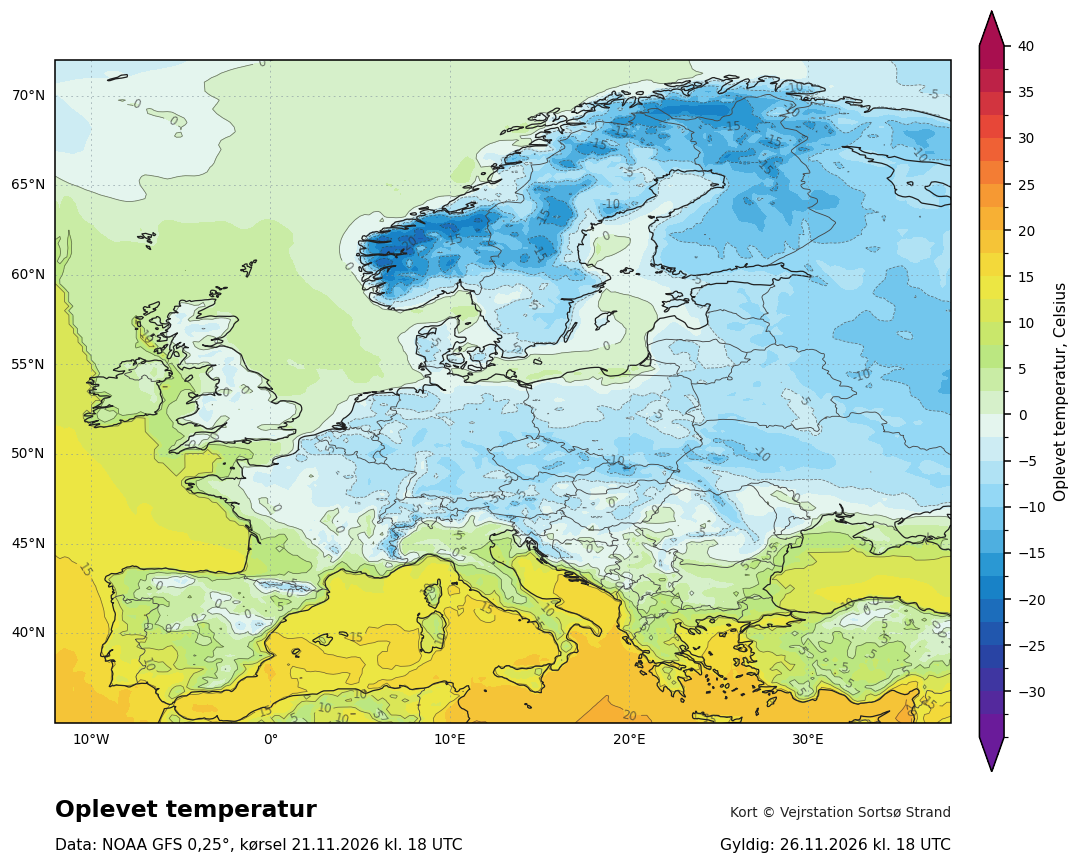 70°N
65°N
60°N
55°N
50°N
45°N
40°N
10°W 0° 10°E 20°E 30°E
40
35
30
25
20
15
10
5
0
−5
−10
−15
−20
−25
−30
Oplevet temperatur, Celsius
Oplevet temperatur
Kort © Vejrstation Sortsø Strand
Data: NOAA GFS 0,25°, kørsel 21.11.2026 kl. 18 UTC
Gyldig: 26.11.2026 kl. 18 UTC